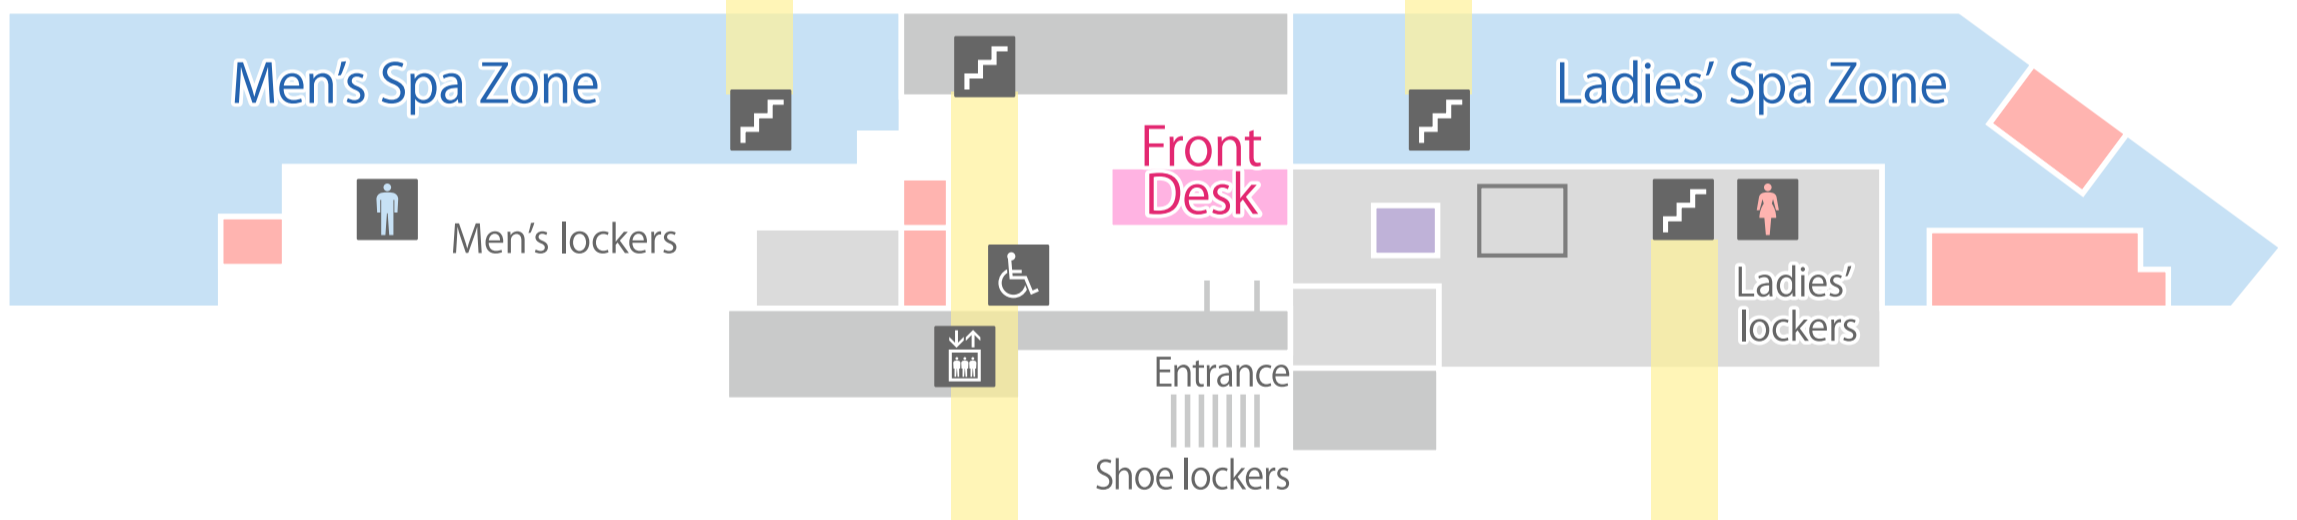 Men's Spa Zone
Ladies' Spa Zone
Front
Desk
Men's lockers
Ladies'
lockers
Entrance
Shoe lockers